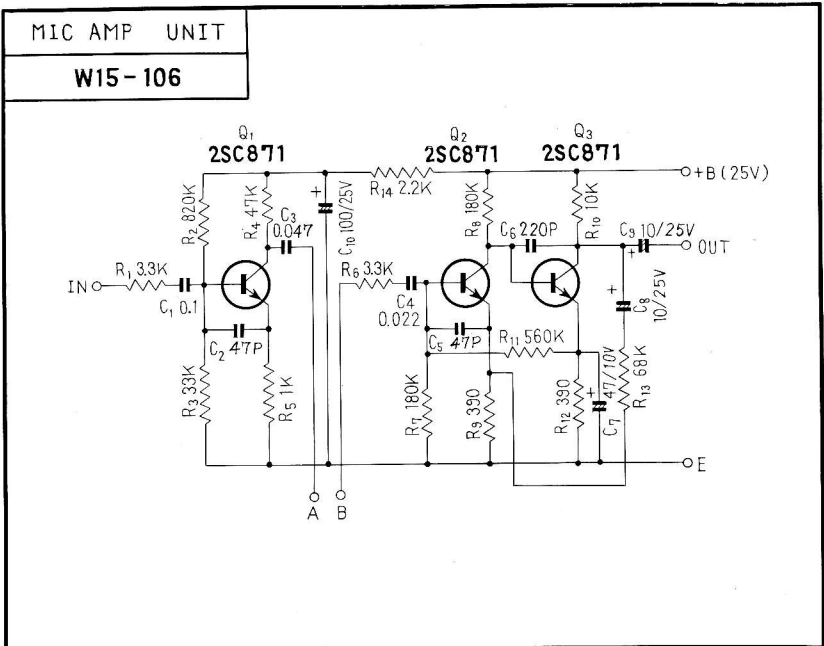 MIC AMP UNIT
W15-106
Q1
2SC871
Q2
2SC871
Q3
2SC871
+B (25V)
R14 2.2K
R2 820K
R4 47K
C3
0.047
C10 100/25V
R8 180K
C6 220P
R10 10K
C9 10/25V
OUT
IN
R1 3.3K
C1 0.1
R6 3.3K
C4
0.022
C8
10/25V
C2 47P
C5 47P
R11 560K
R3 33K
R5 1K
R7 180K
R9 390
R12 390
C7 47/10V
R13 68K
E
A
B